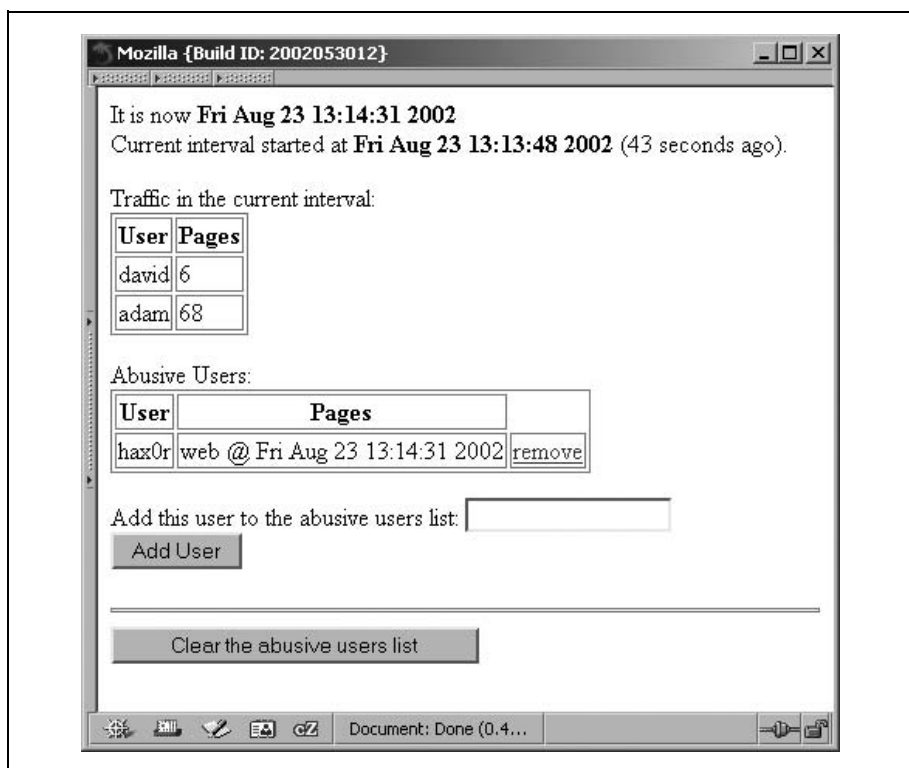 Mozilla {Build ID: 2002053012}
It is now Fri Aug 23 13:14:31 2002
Current interval started at Fri Aug 23 13:13:48 2002 (43 seconds ago).
Traffic in the current interval:
User Pages
david 6
adam 68
Abusive Users:
User Pages
hax0r web @ Fri Aug 23 13:14:31 2002 remove
Add this user to the abusive users list:
Add User
Clear the abusive users list
Document: Done (0.4...